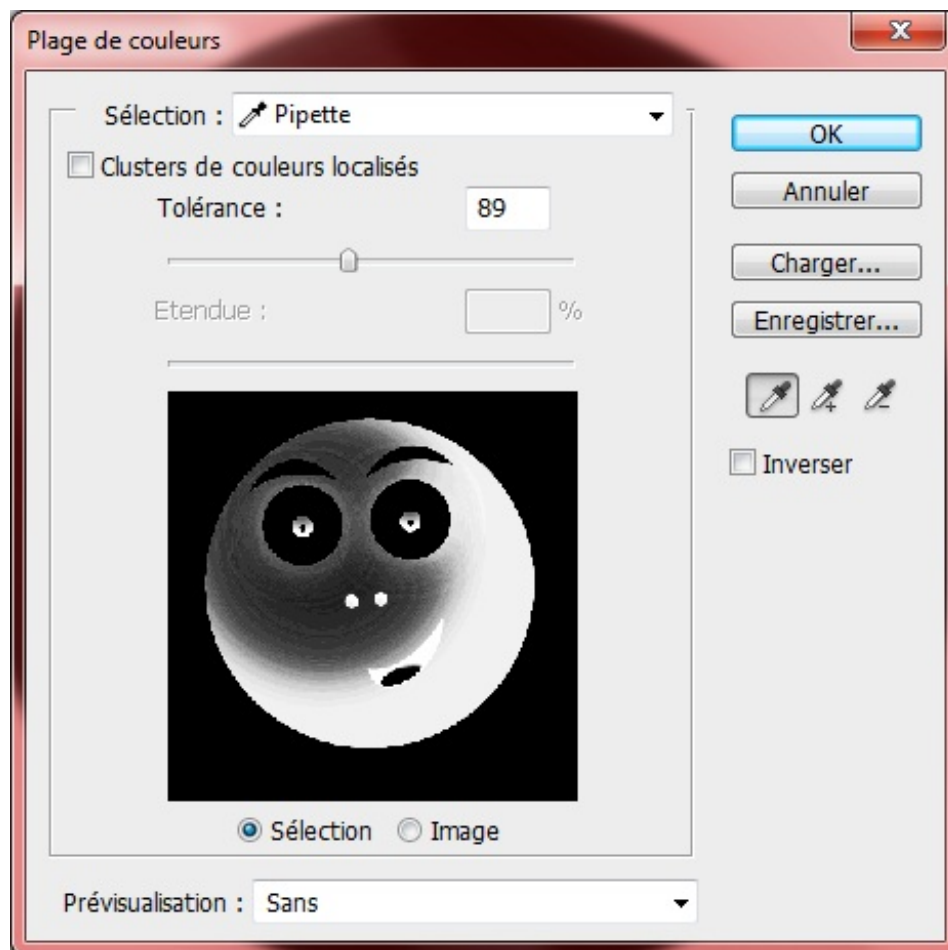 Plage de couleurs
Sélection : Pipette
Clusters de couleurs localisés
Tolérance : 89
Etendue : %
Sélection Image
Prévisualisation : Sans
OK
Annuler
Charger...
Enregistrer...
Inverser